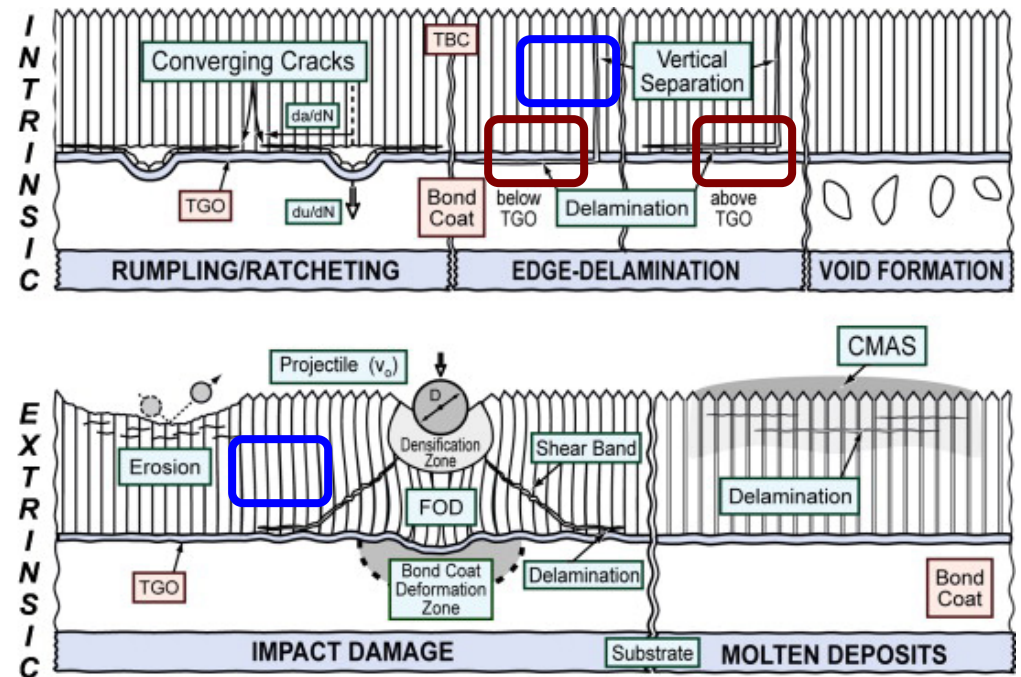 INTRINSIC
TBC
Converging Cracks
Vertical
Separation
da/dN
TGO
du/dN
Bond
Coat
below
TGO
Delamination
above
TGO
RUMPLING/RATCHETING
EDGE-DELAMINATION
VOID FORMATION
EXTRINSIC
CMAS
Projectile (vo)
D
Densification
Zone
Shear Band
Erosion
FOD
Delamination
TGO
Bond Coat
Deformation
Zone
Delamination
Bond
Coat
IMPACT DAMAGE
Substrate
MOLTEN DEPOSITS